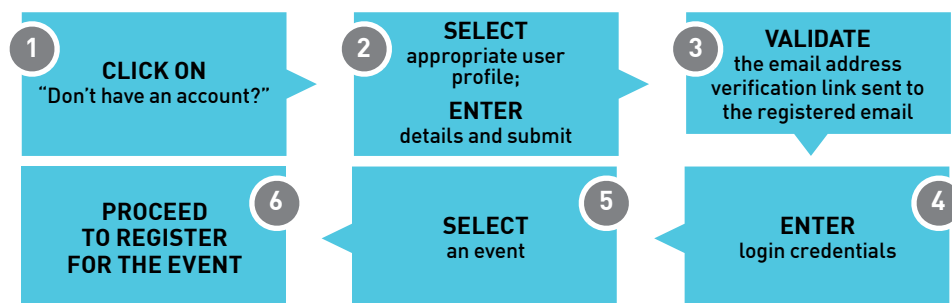 1
CLICK ON
“Don’t have an account?”
2
SELECT
appropriate user
profile;
ENTER
details and submit
3
VALIDATE
the email address
verification link sent to
the registered email
4
ENTER
login credentials
5
SELECT
an event
6
PROCEED
TO REGISTER
FOR THE EVENT